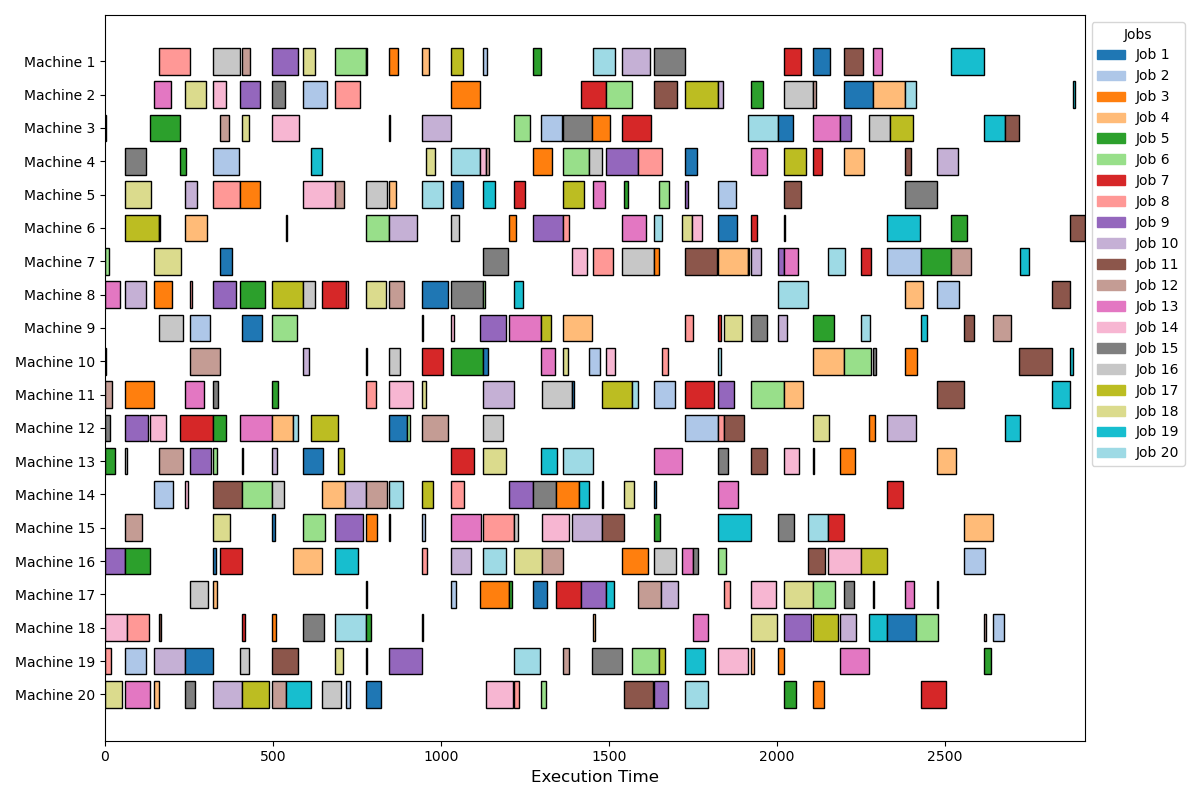 Machine 1
Machine 2
Machine 3
Machine 4
Machine 5
Machine 6
Machine 7
Machine 8
Machine 9
Machine 10
Machine 11
Machine 12
Machine 13
Machine 14
Machine 15
Machine 16
Machine 17
Machine 18
Machine 19
Machine 20
0 500 1000 1500 2000 2500
Execution Time
Jobs
Job 1
Job 2
Job 3
Job 4
Job 5
Job 6
Job 7
Job 8
Job 9
Job 10
Job 11
Job 12
Job 13
Job 14
Job 15
Job 16
Job 17
Job 18
Job 19
Job 20